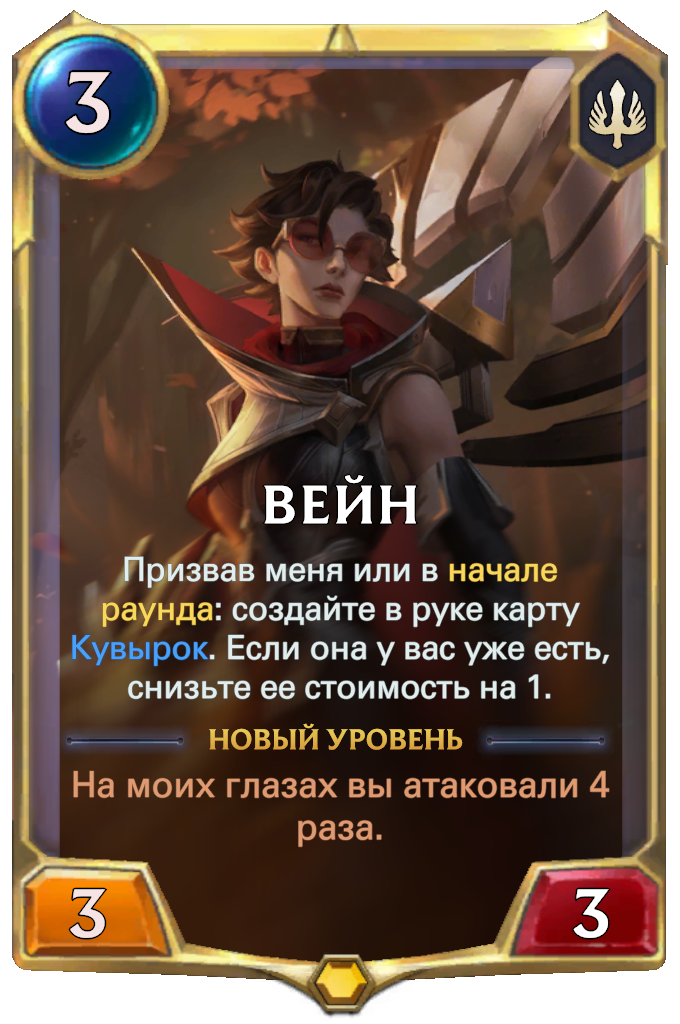 3
ВЕЙН
Призвав меня или в начале
раунда: создайте в руке карту
Кувырок. Если она у вас уже есть,
снизьте ее стоимость на 1.
НОВЫЙ УРОВЕНЬ
На моих глазах вы атаковали 4
раза.
3
3